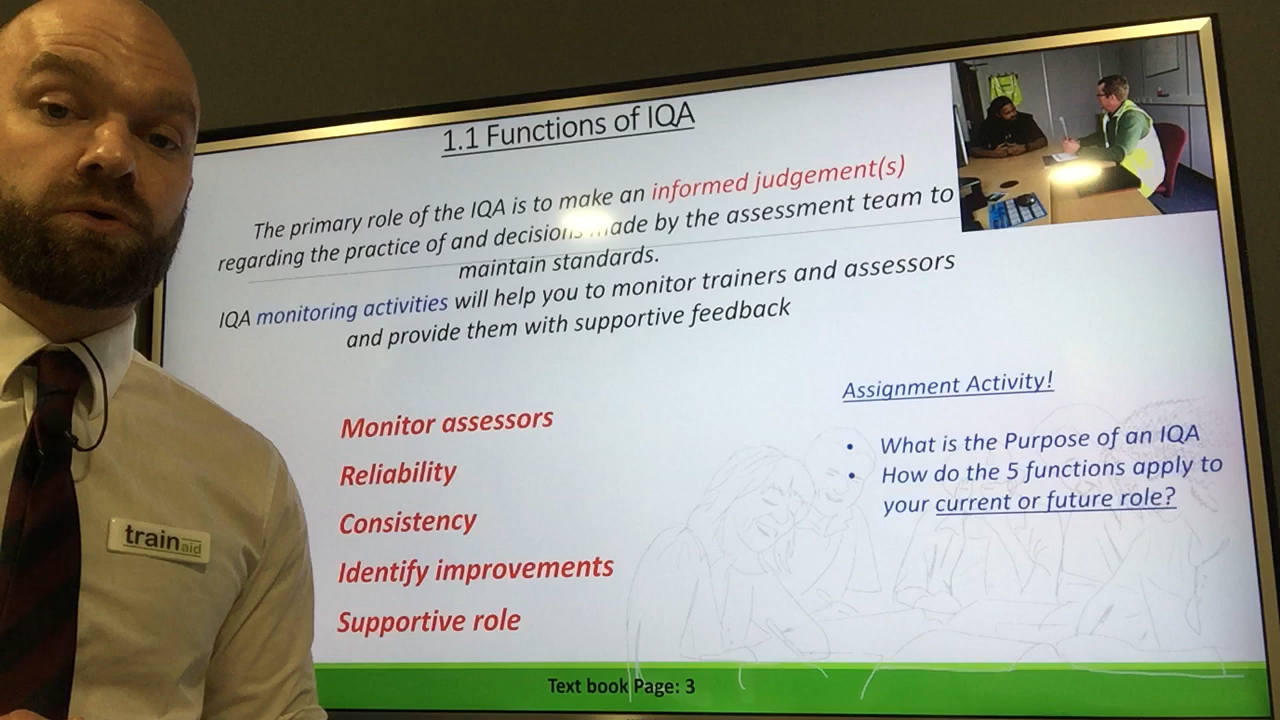 1.1 Functions of IQA
The primary role of the IQA is to make an informed judgement(s)
regarding the practice of and decisions made by the assessment team to
maintain standards.
IQA monitoring activities will help you to monitor trainers and assessors
and provide them with supportive feedback
Monitor assessors
Reliability
Consistency
Identify improvements
Supportive role
Assignment Activity!
• What is the Purpose of an IQA
• How do the 5 functions apply to
your current or future role?
Text book Page: 3
trainaid